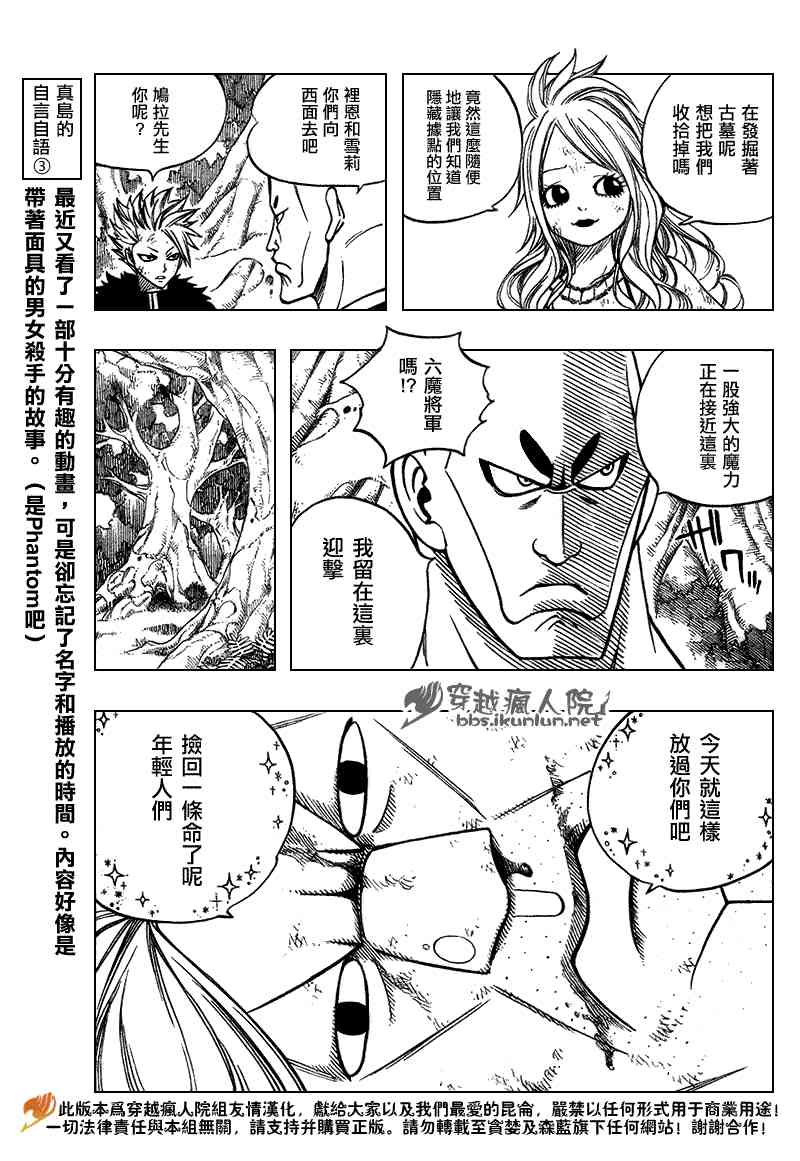 在發掘著
古墓呢
想把我們
收拾掉嗎
竟然這麼隨便
地讓我們知道
隱藏據點的位置
裡恩和雪莉
你們向
西面去吧
鳩拉先生
你呢？
真島的
自言自語③
最近又看了一部十分有趣的動畫，可是卻忘記了名字和播放的時間。內容好像是
帶著面具的男女殺手的故事。（是Phantom吧）
一股強大的魔力
正在接近這裏
六魔將軍
嗎!?
我留在這裏
迎擊
ザッ
穿越瘋人院
bbs.ikunlun.net
今天就這樣
放過你們吧
撿回一條命了呢
年輕人們
此版本爲穿越瘋人院組友情漢化，獻給大家以及我們最愛的昆侖，嚴禁以任何形式用于商業用途！
一切法律責任與本組無關，請支持并購買正版。請勿轉載至貪婪及森藍旗下任何網站！謝謝合作！